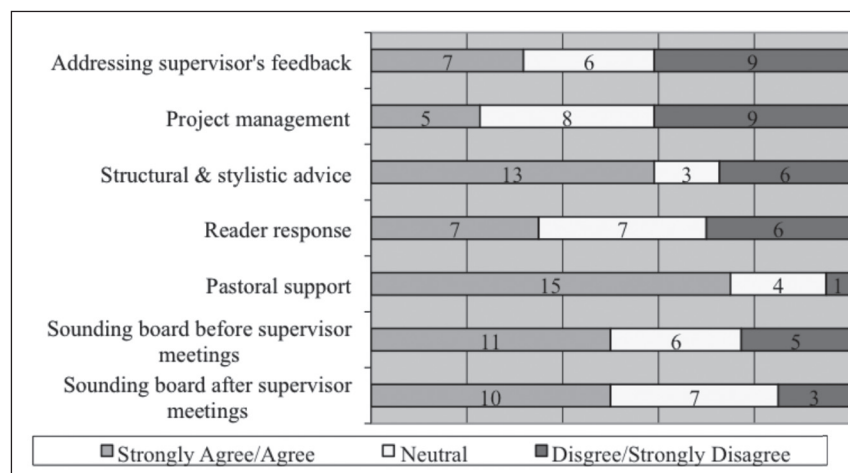 Addressing supervisor's feedback
7 6 9
Project management
5 8 9
Structural & stylistic advice
13 3 6
Reader response
7 7 6
Pastoral support
15 4 1
Sounding board before supervisor
meetings
11 6 5
Sounding board after supervisor
meetings
10 7 3
Strongly Agree/Agree Neutral Disgree/Strongly Disagree